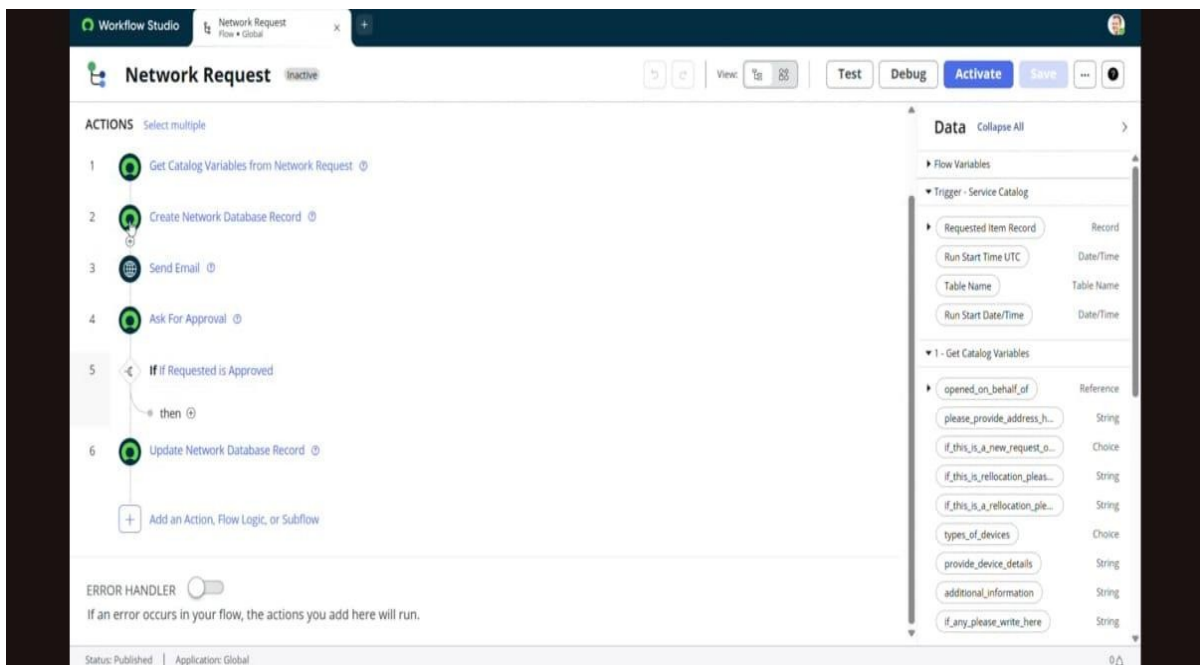 Workflow Studio
Network Request
Flow • Global
Network Request Inactive
View:
Test
Debug
Activate
Save
ACTIONS Select multiple
1 Get Catalog Variables from Network Request
2 Create Network Database Record
3 Send Email
4 Ask For Approval
5 If If Requested is Approved
then
6 Update Network Database Record
Add an Action, Flow Logic, or Subflow
ERROR HANDLER
If an error occurs in your flow, the actions you add here will run.
Status: Published | Application: Global
Data Collapse All
Flow Variables
Trigger - Service Catalog
Requested Item Record Record
Run Start Time UTC Date/Time
Table Name Table Name
Run Start Date/Time Date/Time
1 - Get Catalog Variables
opened_on_behalf_of Reference
please_provide_address_h... String
if_this_is_a_new_request_o... Choice
if_this_is_rellocation_pleas... String
if_this_is_a_rellocation_ple... String
types_of_devices Choice
provide_device_details String
additional_information String
if_any_please_write_here String
0